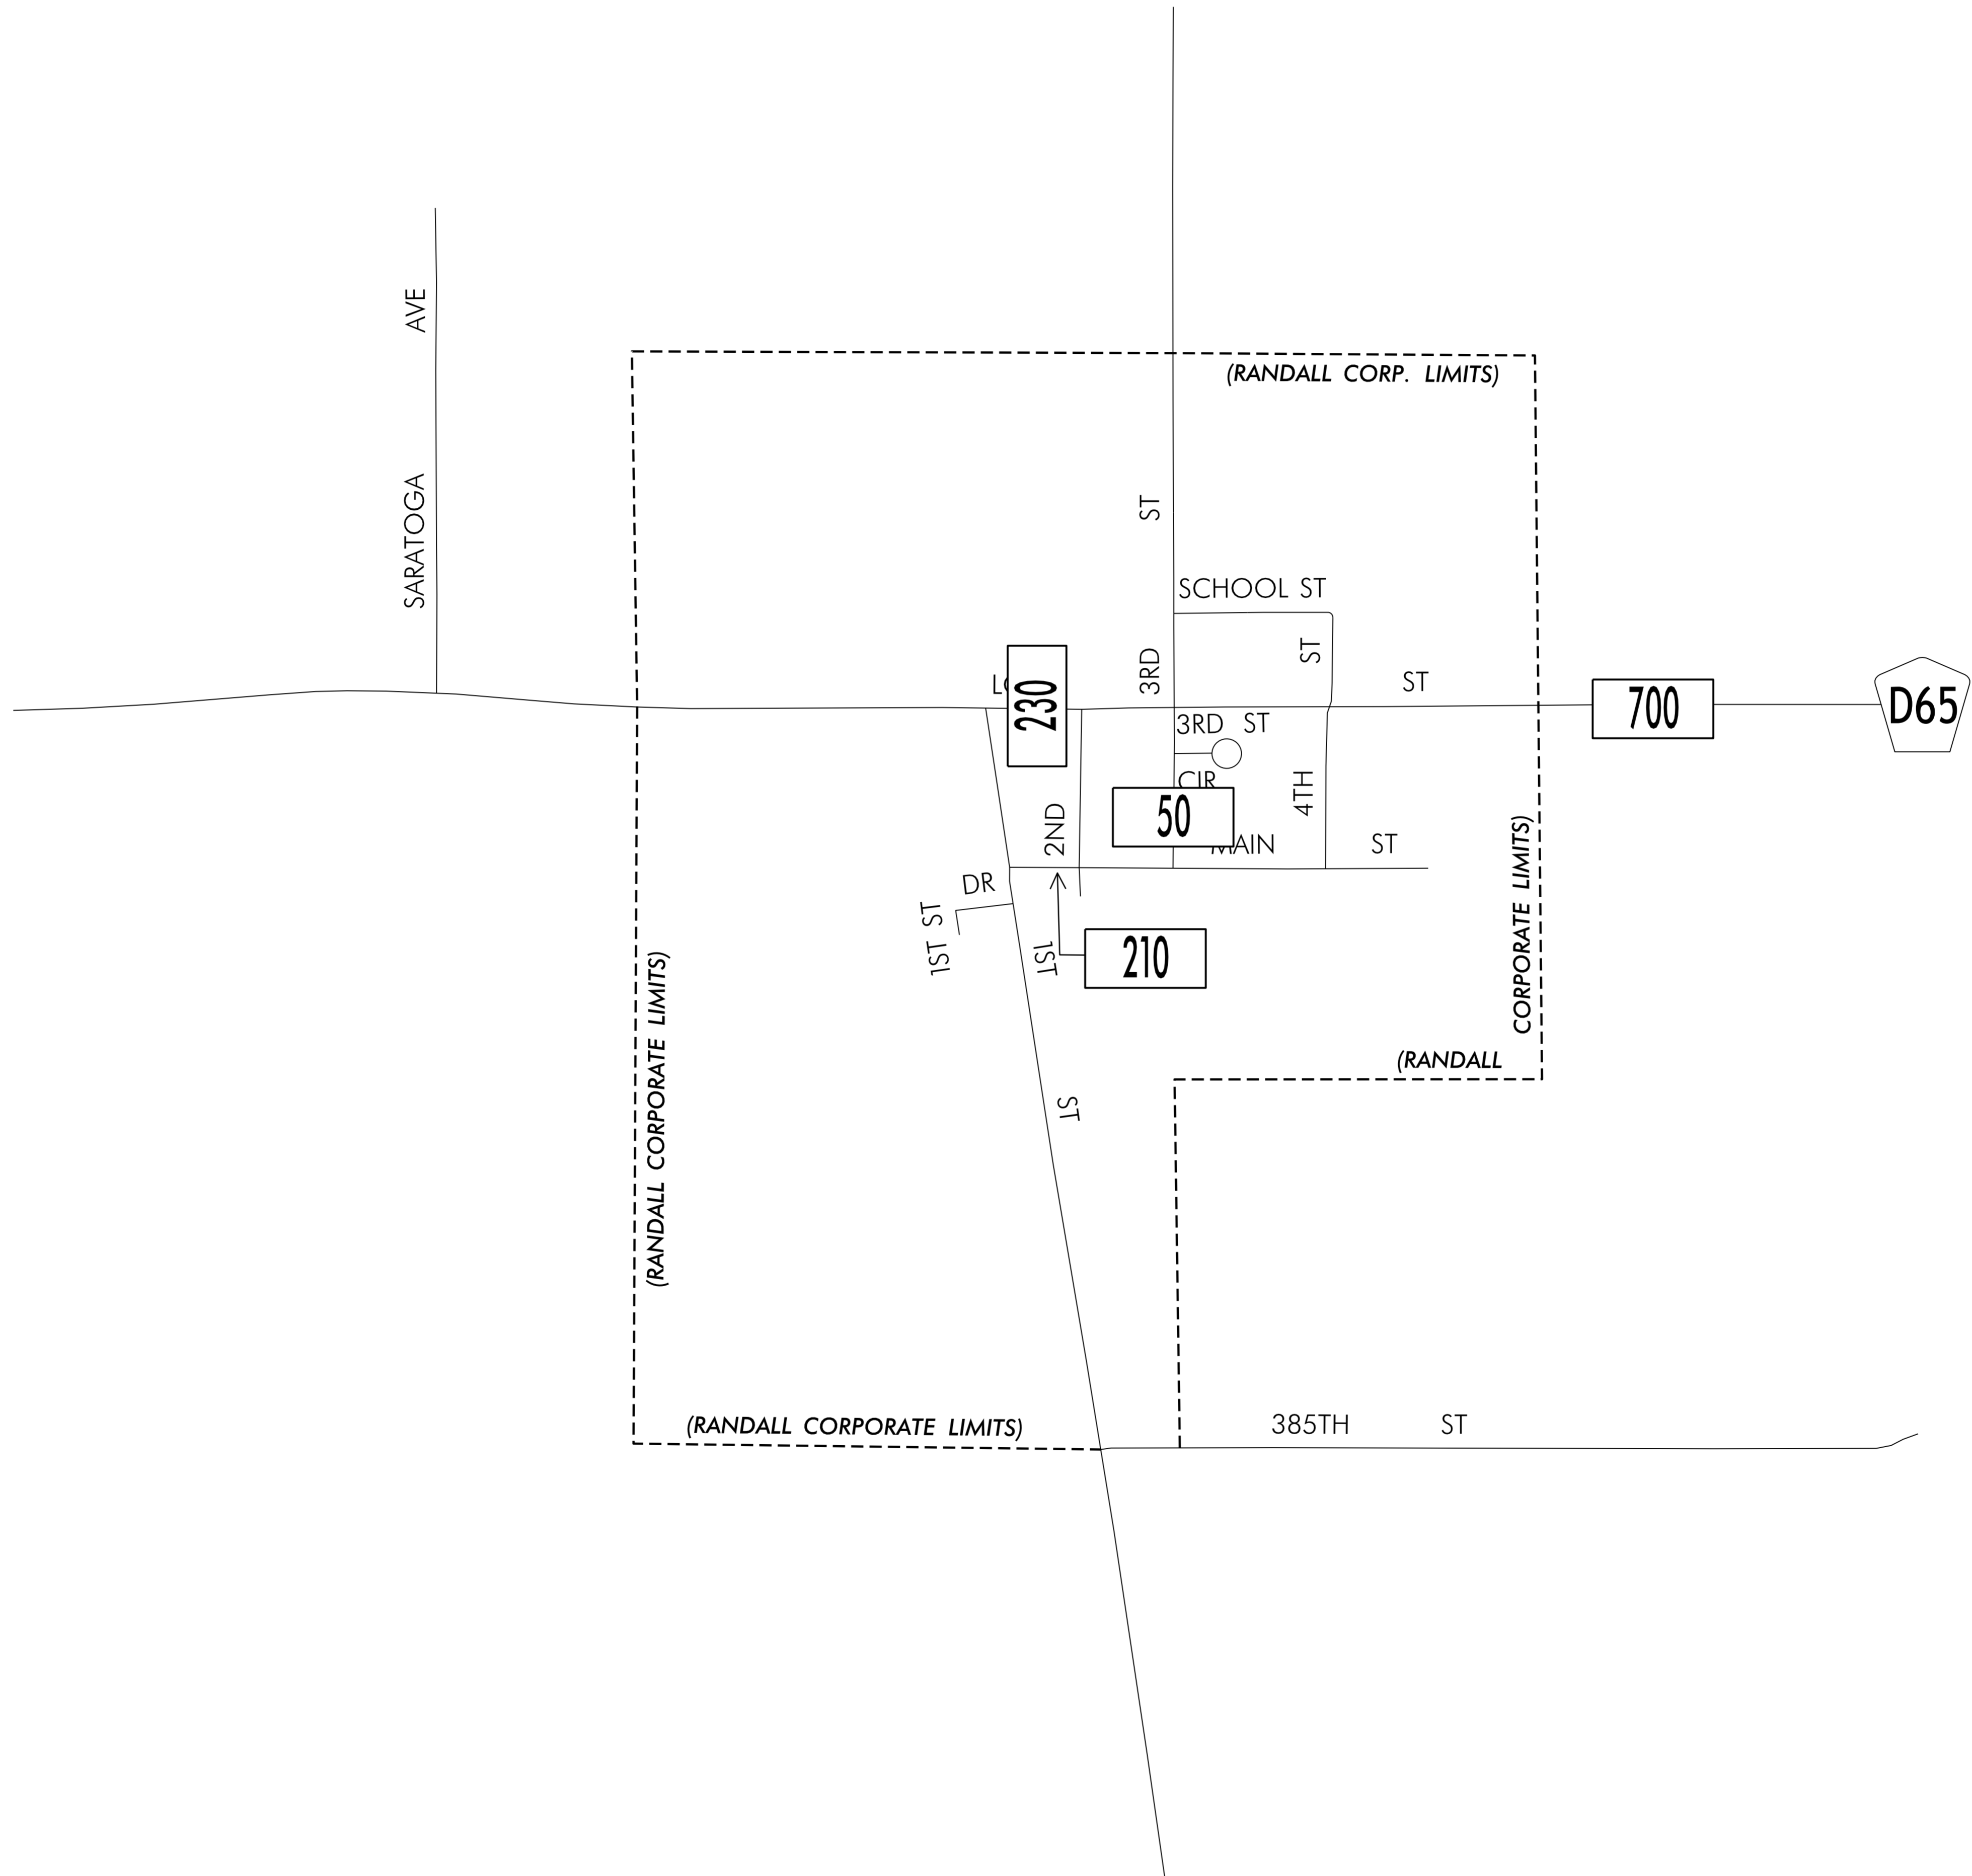 AVE
(RANDALL CORP. LIMITS)
SARATOGA
ST
SCHOOL ST
ST
3RD
ST
230
700
D65
3RD ST
CIR
50
4TH
2ND
MAIN ST
DR
1ST ST
1ST
210
CORPORATE LIMITS)
(RANDALL
(RANDALL CORPORATE LIMITS)
ST
(RANDALL CORPORATE LIMITS)
385TH ST